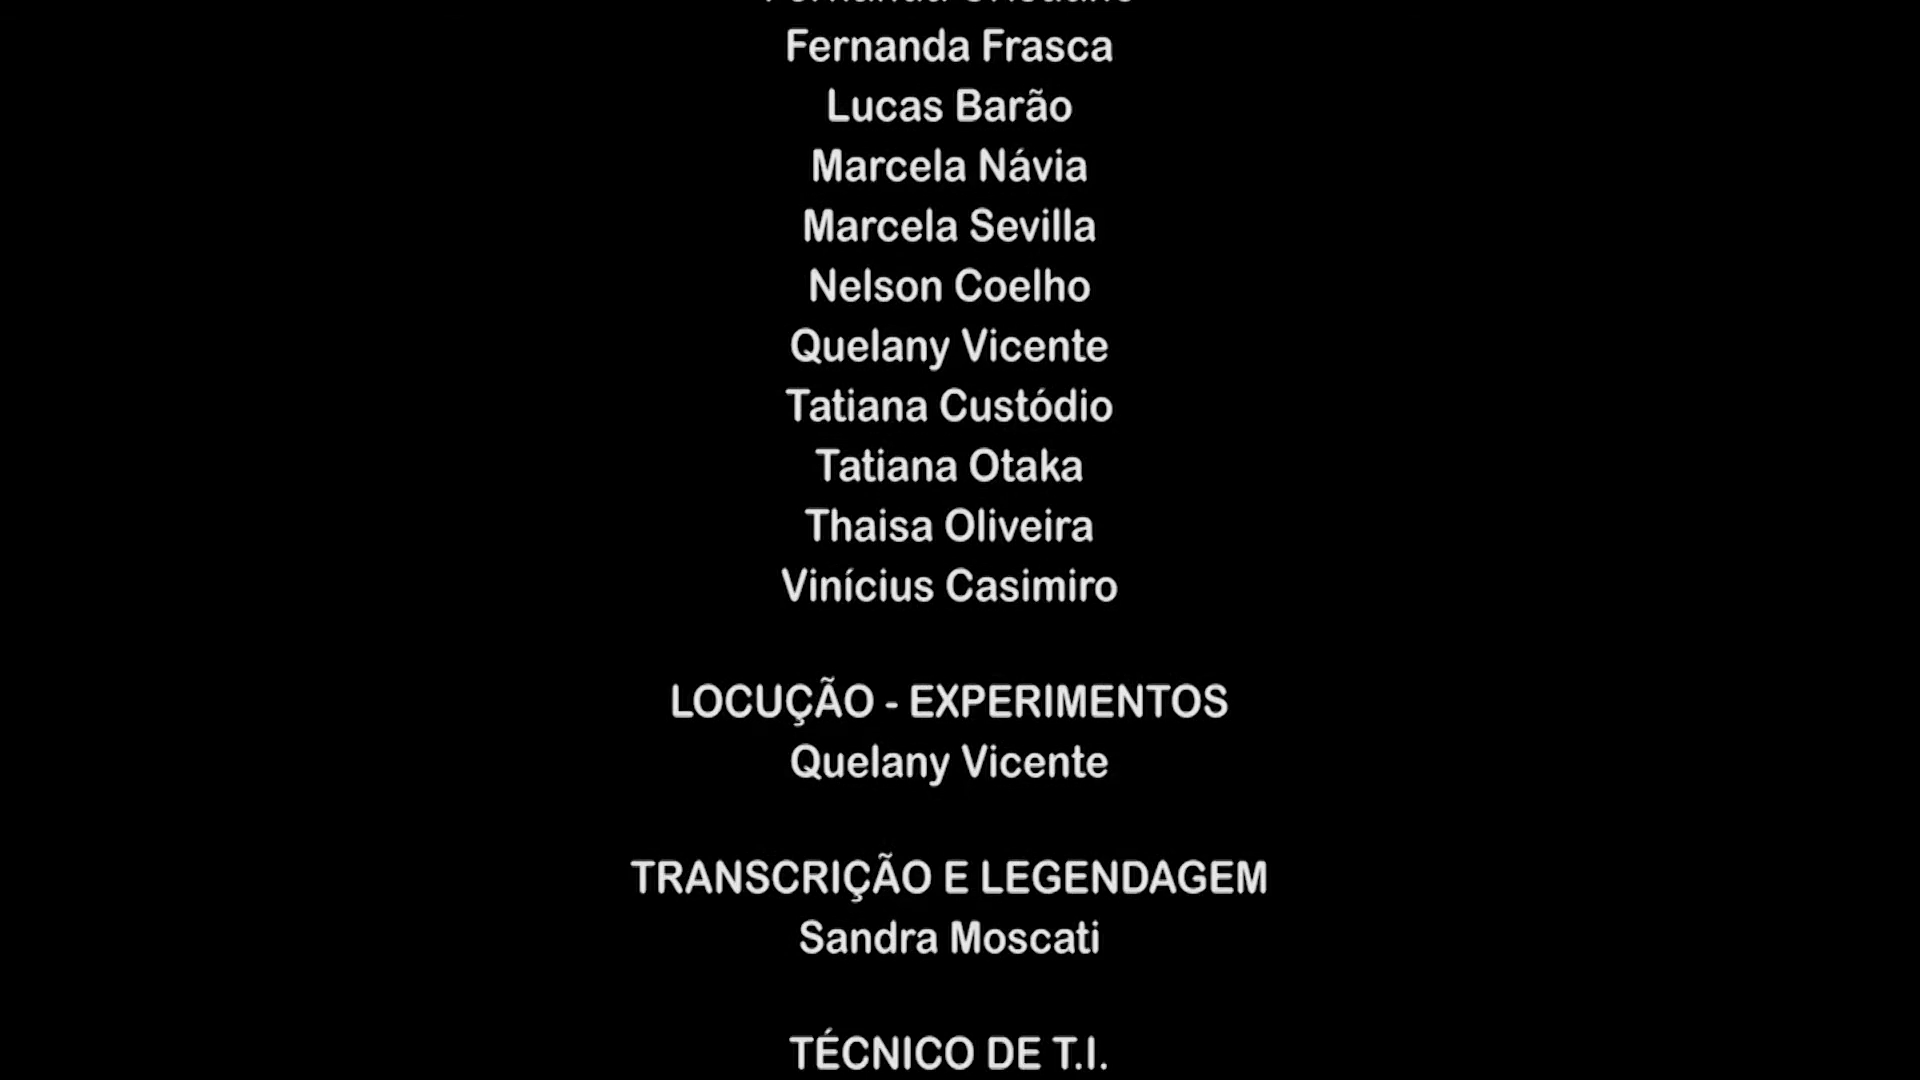 Fernanda Frasca
Lucas Barão
Marcela Návia
Marcela Sevilla
Nelson Coelho
Quelany Vicente
Tatiana Custódio
Tatiana Otaka
Thaisa Oliveira
Vinícius Casimiro
LOCUÇÃO - EXPERIMENTOS
Quelany Vicente
TRANSCRIÇÃO E LEGENDAGEM
Sandra Moscati
TÉCNICO DE T.I.